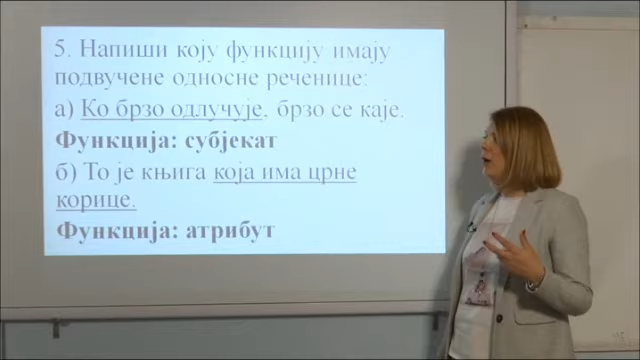 5. Напиши коју функцију имају
подвучене односне реченице:
а) Ко брзо одлучује, брзо се каје.
Функција: субјекат
б) То је књига која има црне
корице.
Функција: атрибут